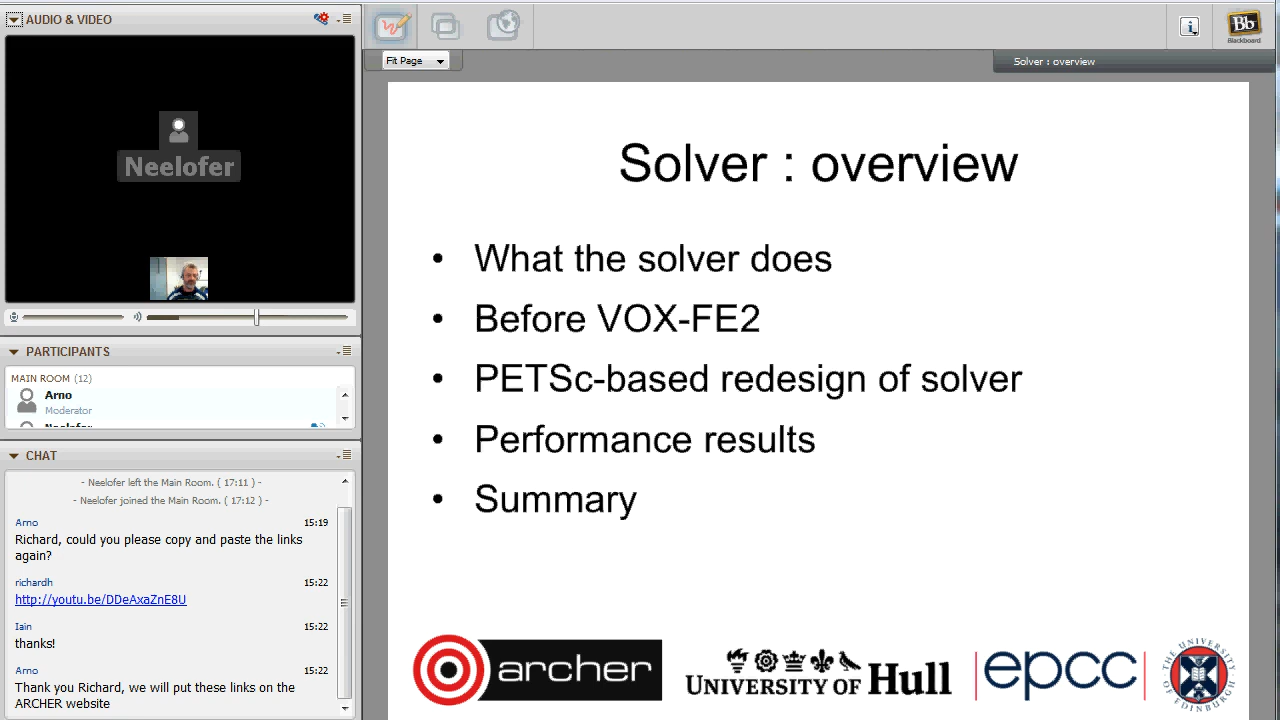 AUDIO & VIDEO
Neelofer
PARTICIPANTS
MAIN ROOM (12)
Arno
Moderator
Neelofer
CHAT
- Neelofer left the Main Room. ( 17:11 ) -
- Neelofer joined the Main Room. ( 17:12 ) -
Arno 15:19
Richard, could you please copy and paste the links
again?
richardh 15:22
http://youtu.be/DDeAxaZnE8U
Iain 15:22
thanks!
Arno 15:22
Thank you Richard, we will put these links on the
ARCHER website
Bb
Blackboard
Fit Page
Solver : overview
Solver : overview
• What the solver does
• Before VOX-FE2
• PETSc-based redesign of solver
• Performance results
• Summary
archer
UNIVERSITY OF Hull
epcc
THE UNIVERSITY OF EDINBURGH